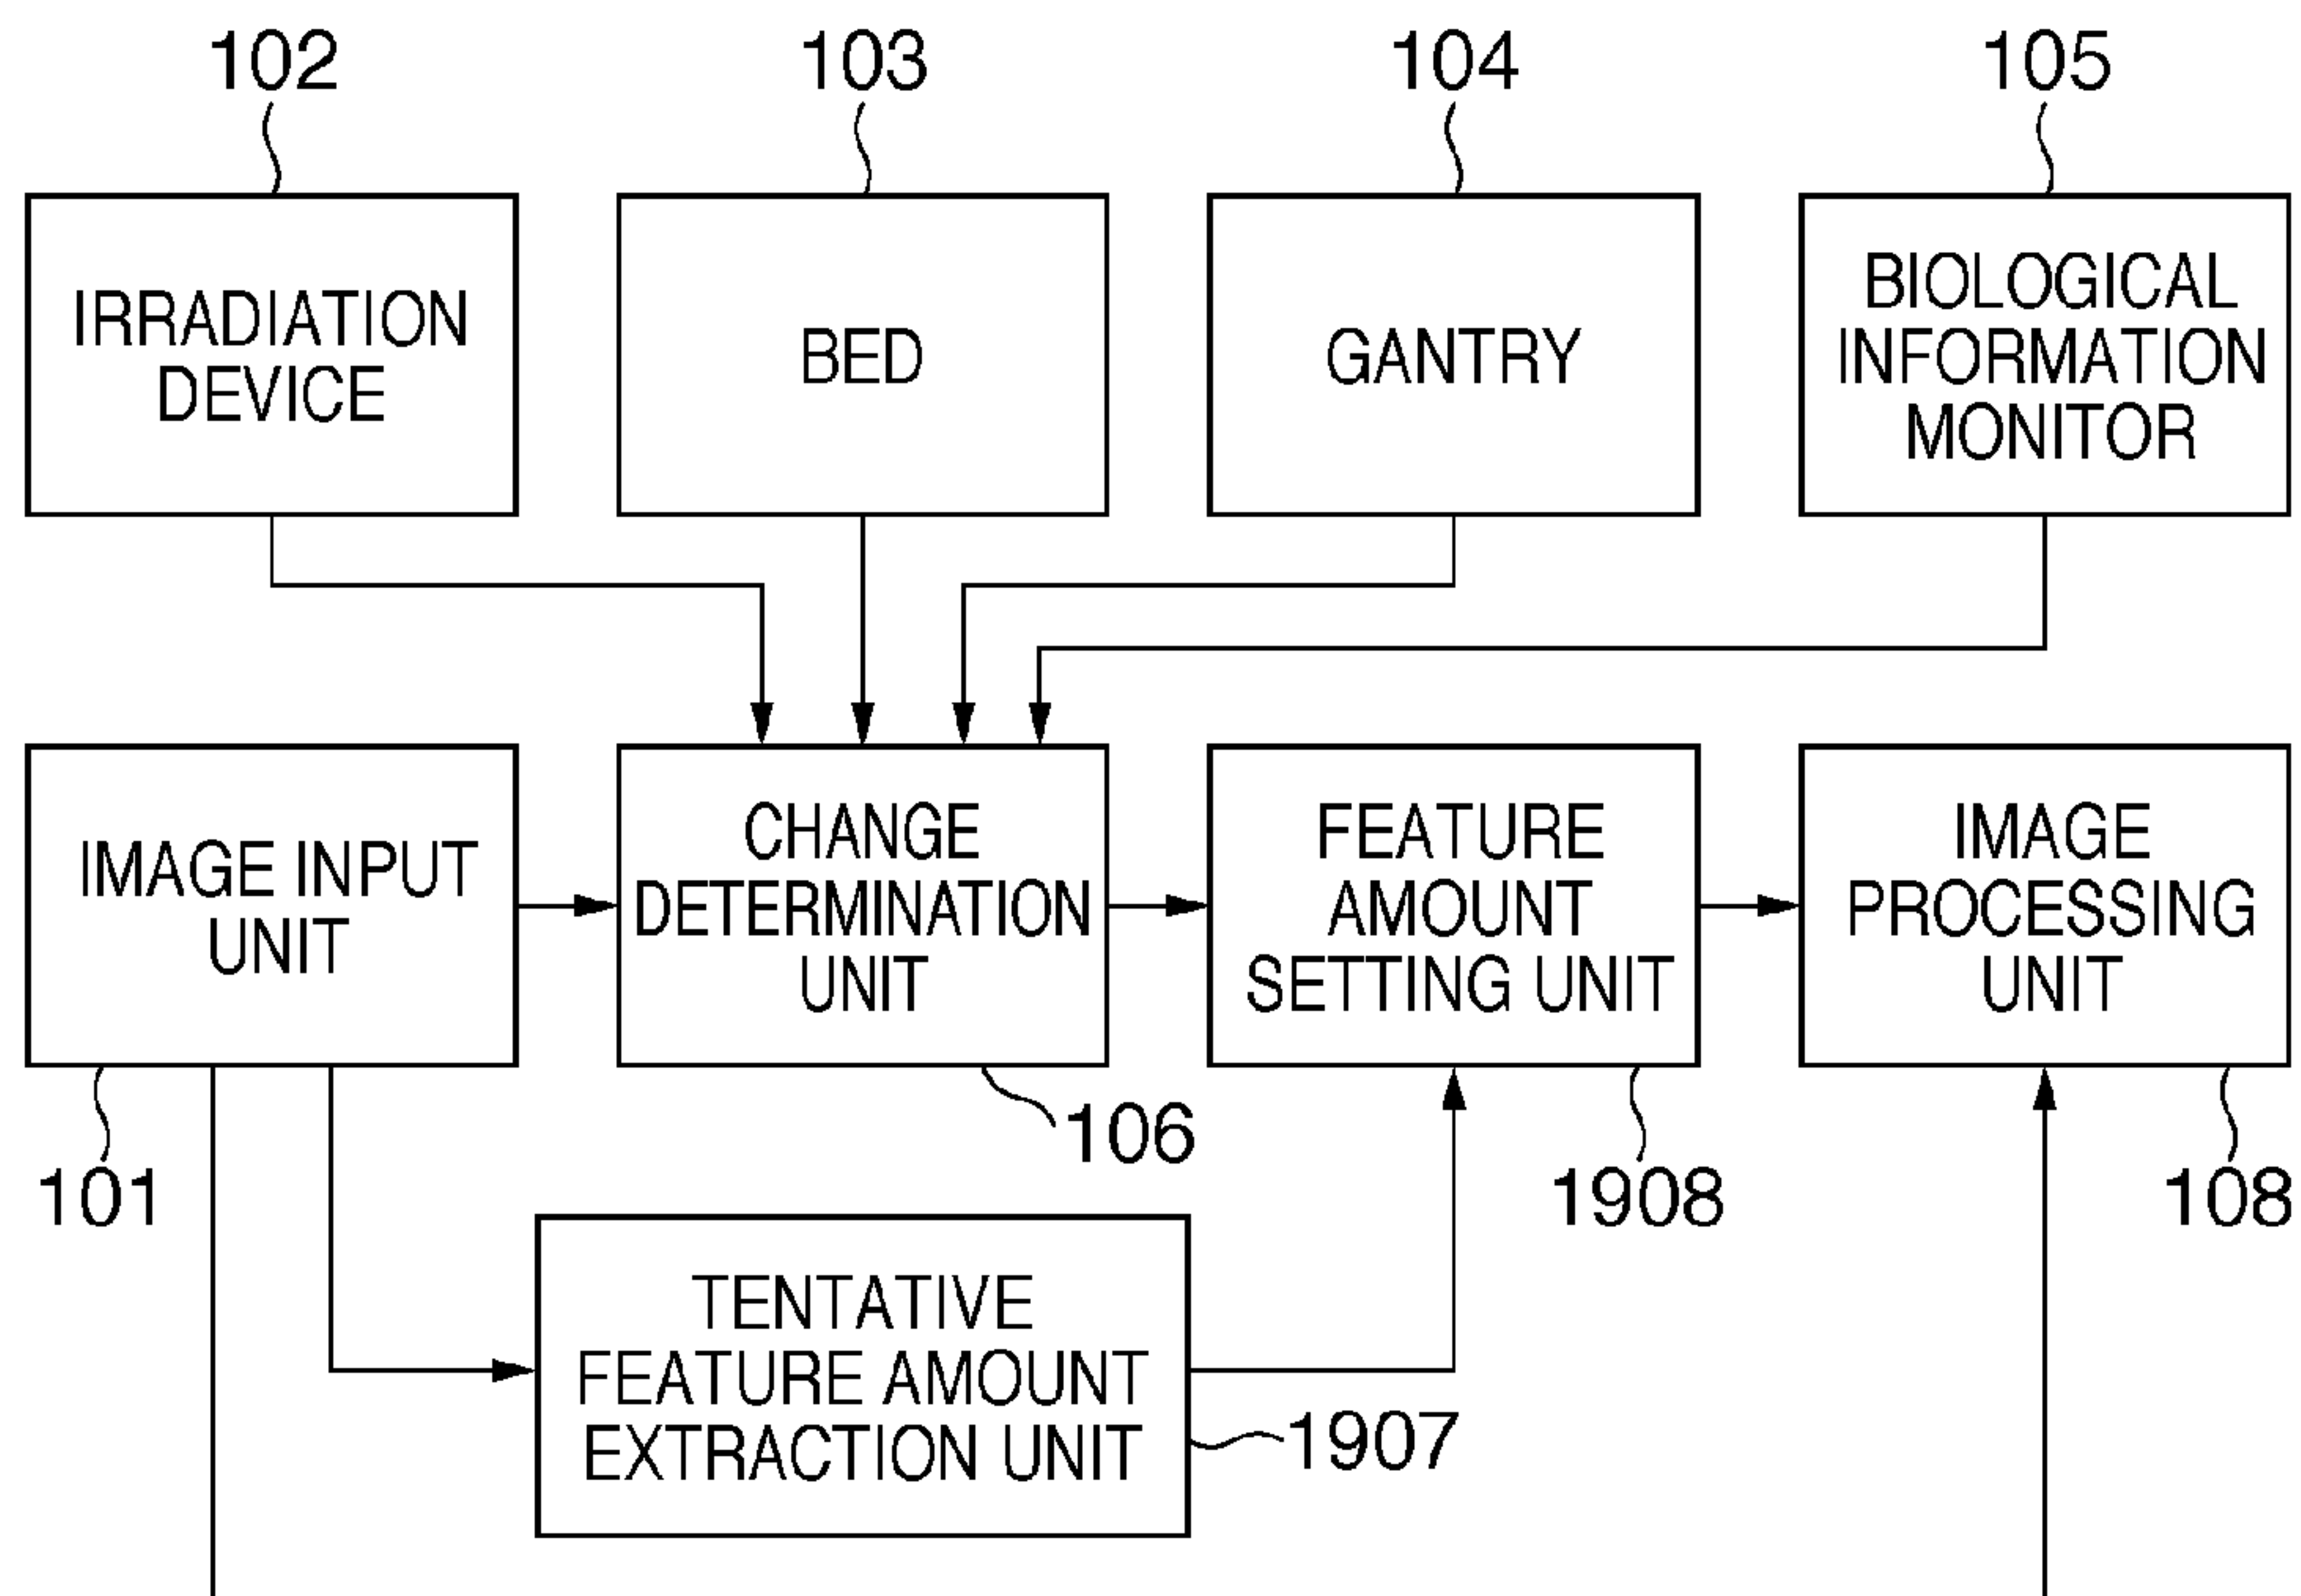 102
103
104
105
IRRADIATION
DEVICE
BED
GANTRY
BIOLOGICAL
INFORMATION
MONITOR
IMAGE INPUT
UNIT
CHANGE
DETERMINATION
UNIT
FEATURE
AMOUNT
SETTING UNIT
IMAGE
PROCESSING
UNIT
101
106
1908
108
TENTATIVE
FEATURE AMOUNT
EXTRACTION UNIT
1907